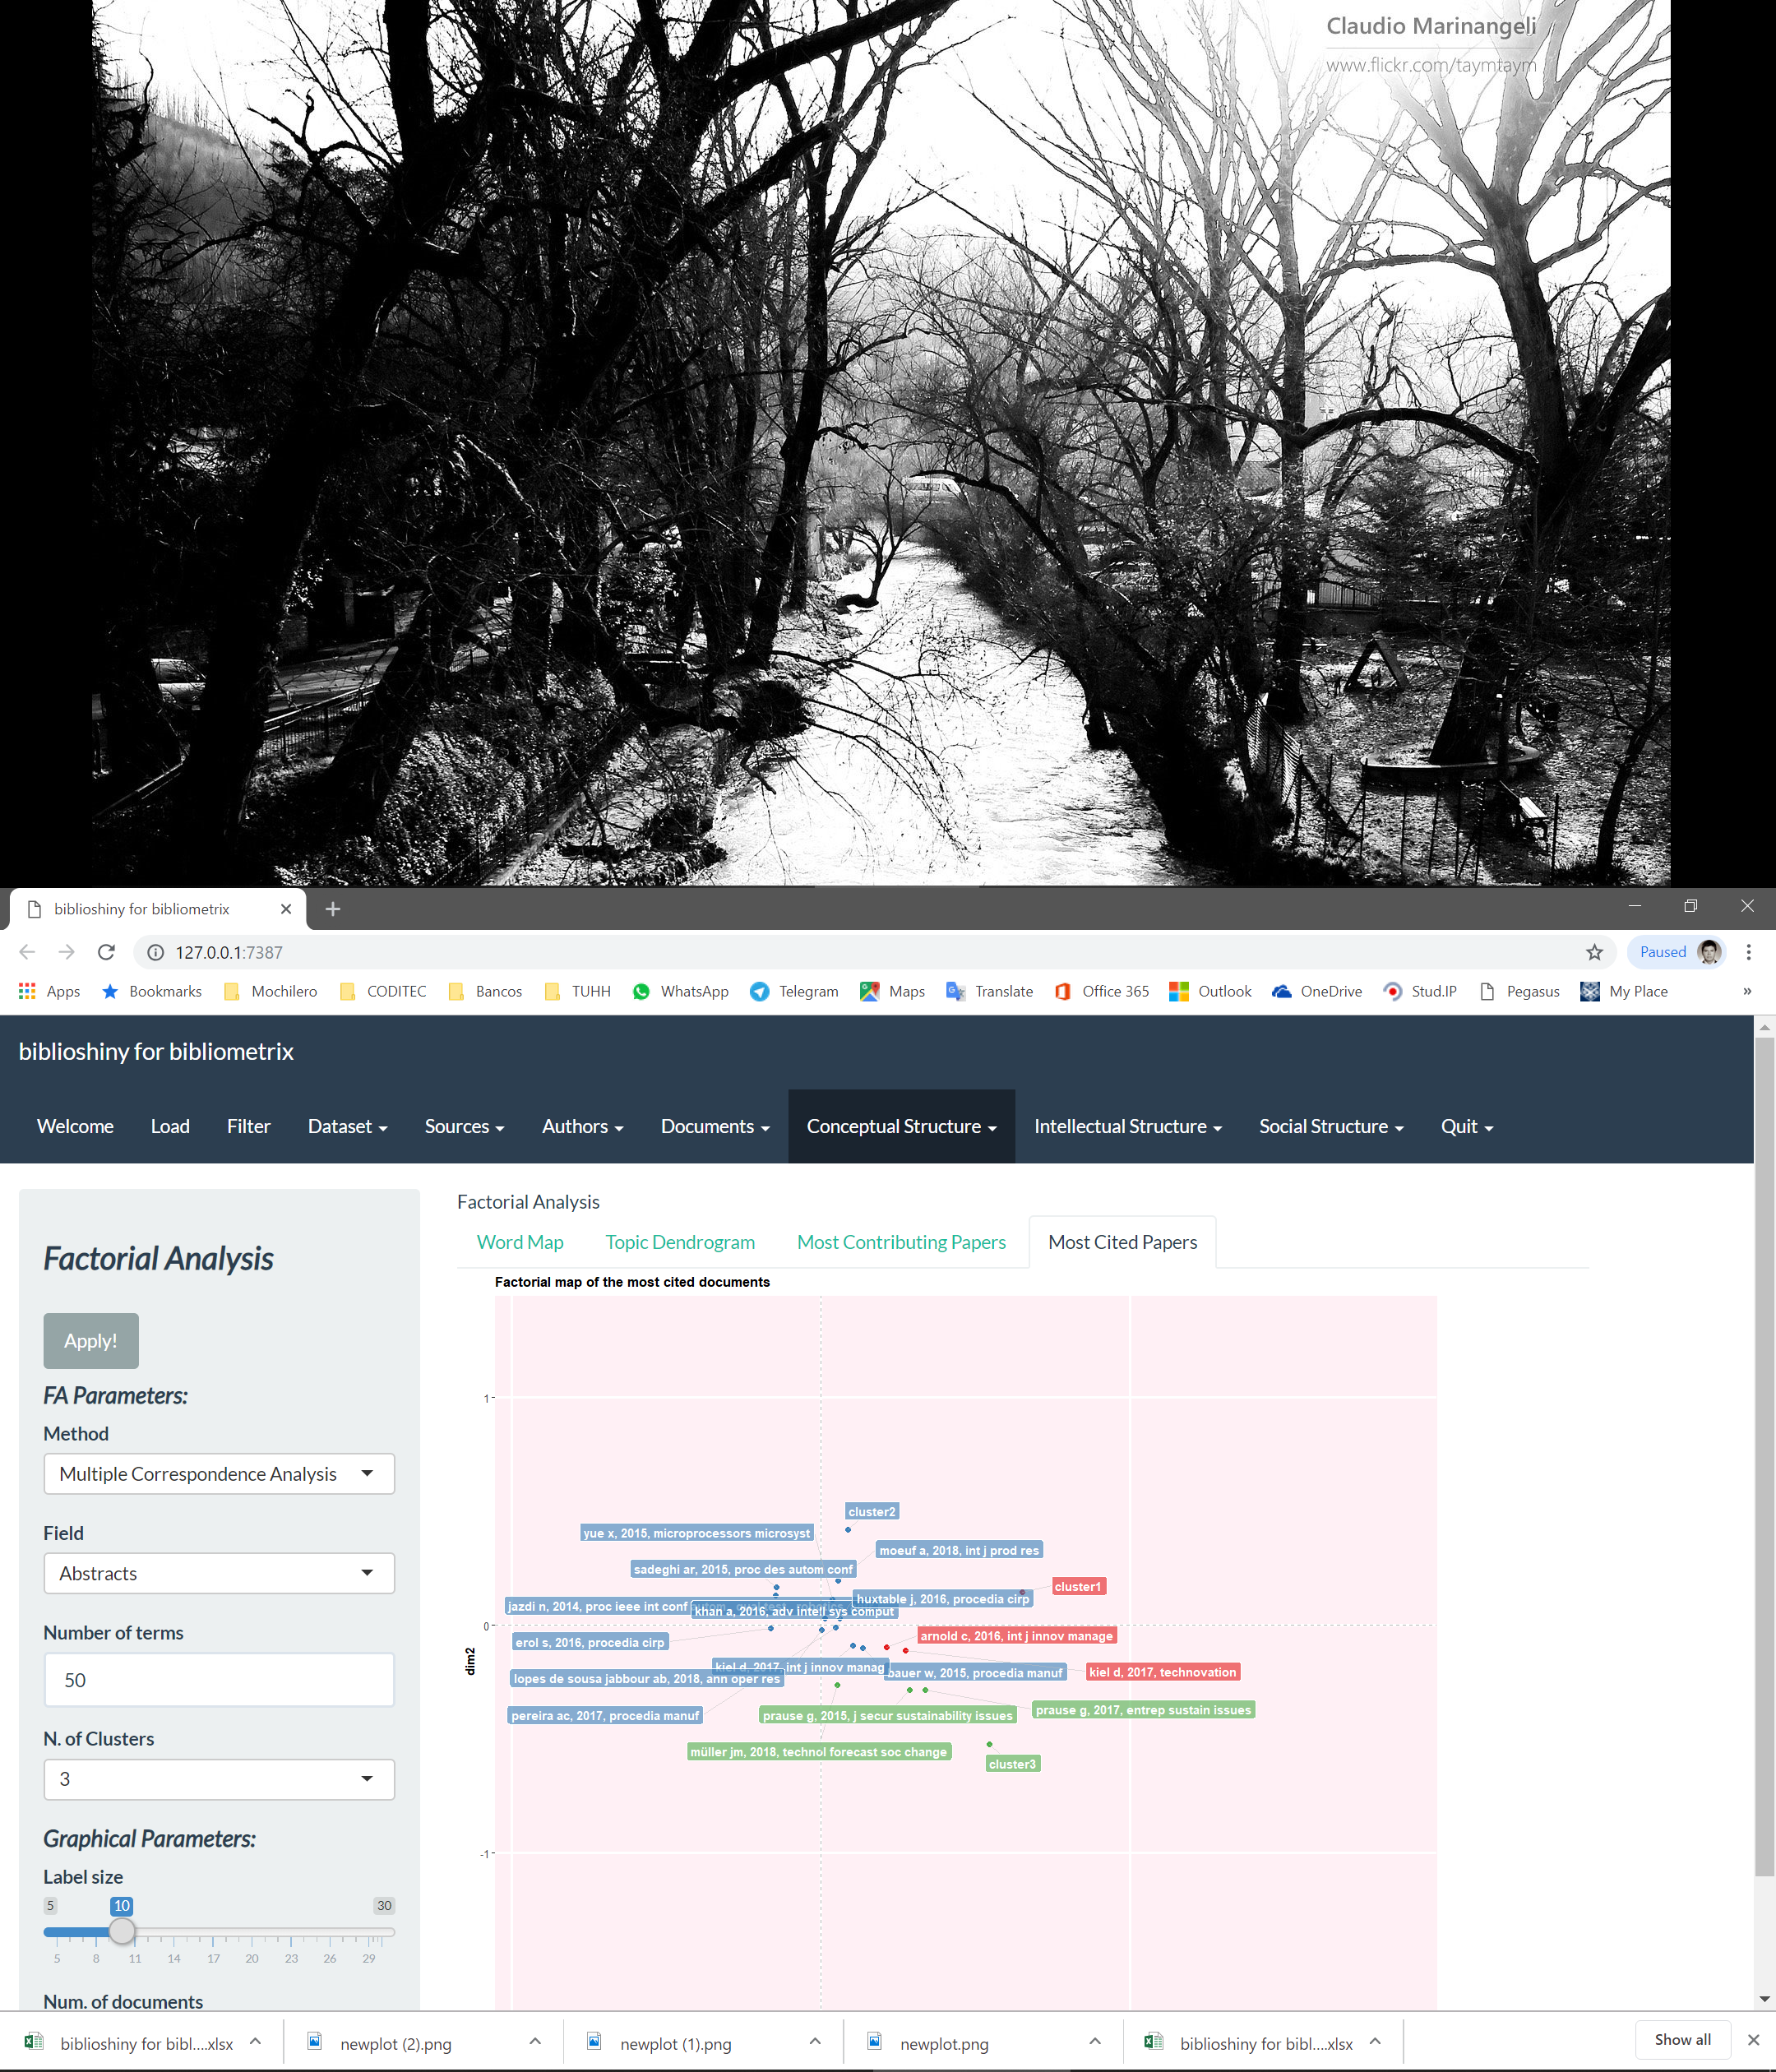 Claudio Marinangeli
www.flickr.com/taymtaym
biblioshiny for bibliometrix
127.0.0.1:7387
Paused
Apps
Bookmarks
Mochilero
CODITEC
Bancos
TUHH
WhatsApp
Telegram
Maps
Translate
Office 365
Outlook
OneDrive
Stud.IP
Pegasus
My Place
»
biblioshiny for bibliometrix
Welcome
Load
Filter
Dataset
Sources
Authors
Documents
Conceptual Structure
Intellectual Structure
Social Structure
Quit
Factorial Analysis
Apply!
FA Parameters:
Method
Multiple Correspondence Analysis
Field
Abstracts
Number of terms
50
N. of Clusters
3
Graphical Parameters:
Label size
5
10
30
5 8 11 14 17 20 23 26 29
Num. of documents
Factorial Analysis
Word Map
Topic Dendrogram
Most Contributing Papers
Most Cited Papers
Factorial map of the most cited documents
1
0
-1
dim2
cluster2
yue x, 2015, microprocessors microsyst
moeuf a, 2018, int j prod res
sadeghi ar, 2015, proc des autom conf
cluster1
huxtable j, 2016, procedia cirp
jazdi n, 2014, proc ieee int conf
khan a, 2016, adv intell sys comput
arnold c, 2016, int j innov manage
erol s, 2016, procedia cirp
kiel d, 2017, int j innov manag
bauer w, 2015, procedia manuf
kiel d, 2017, technovation
lopes de sousa jabbour ab, 2018, ann oper res
prause g, 2017, entrep sustain issues
pereira ac, 2017, procedia manuf
prause g, 2015, j secur sustainability issues
müller jm, 2018, technol forecast soc change
cluster3
biblioshiny for bibl....xlsx
newplot (2).png
newplot (1).png
newplot.png
biblioshiny for bibl....xlsx
Show all